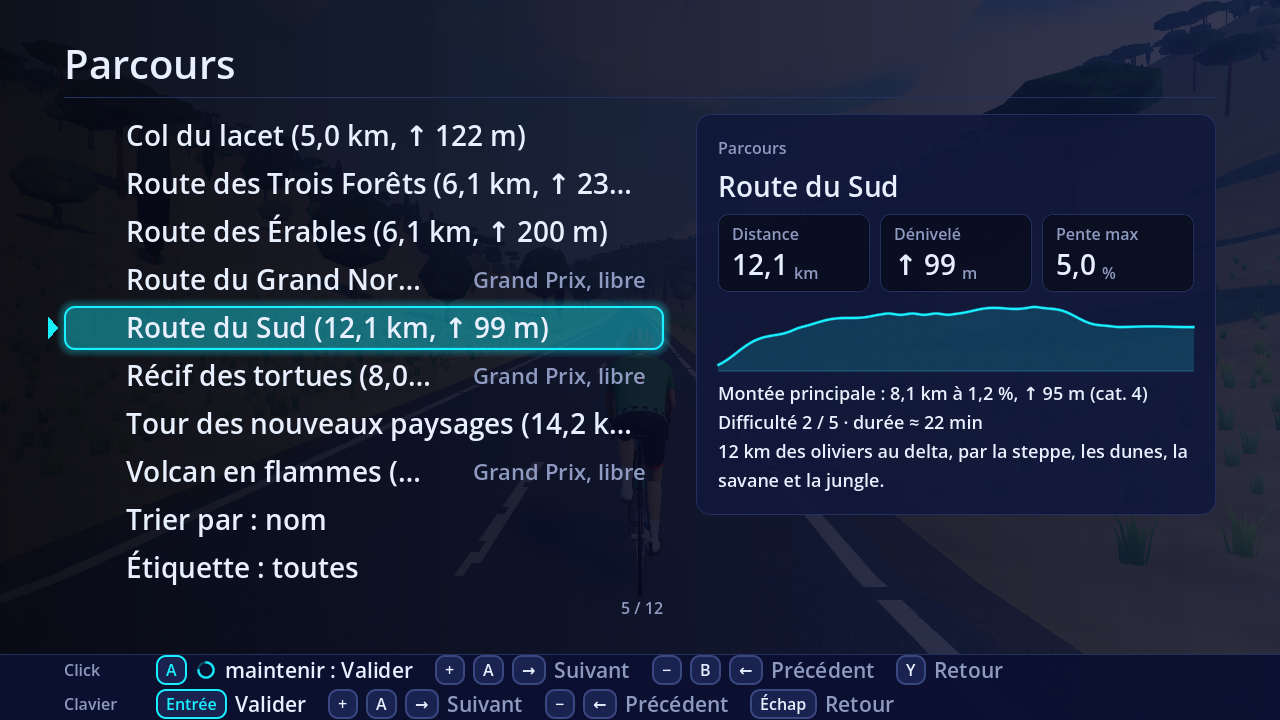 Parcours
Col du lacet (5,0 km, ↑ 122 m)
Route des Trois Forêts (6,1 km, ↑ 23...
Route des Érables (6,1 km, ↑ 200 m)
Route du Grand Nor... Grand Prix, libre
Route du Sud (12,1 km, ↑ 99 m)
Récif des tortues (8,0... Grand Prix, libre
Tour des nouveaux paysages (14,2 k...
Volcan en flammes (... Grand Prix, libre
Trier par : nom
Étiquette : toutes
5 / 12
Parcours
Route du Sud
Distance
12,1 km
Dénivelé
↑ 99 m
Pente max
5,0 %
Montée principale : 8,1 km à 1,2 %, ↑ 95 m (cat. 4)
Difficulté 2 / 5 · durée ≈ 22 min
12 km des oliviers au delta, par la steppe, les dunes, la
savane et la jungle.
Click A maintenir : Valider + A → Suivant − B ← Précédent Y Retour
Clavier Entrée Valider + A → Suivant − ← Précédent Échap Retour